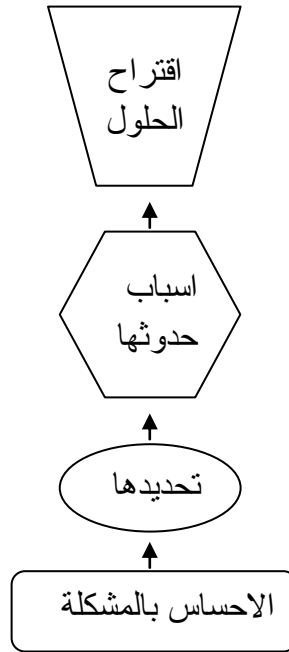 اقتراح
الحلول
اسباب
حدوثها
تحديدها
الاحساس بالمشكلة